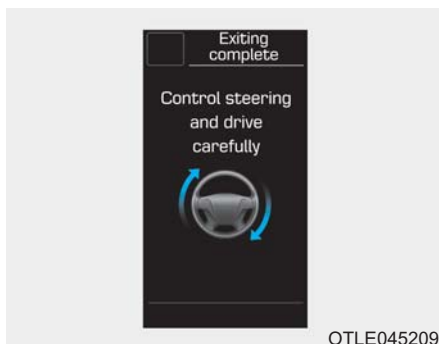 Exiting
complete
Control steering
and drive
carefully
OTLE045209